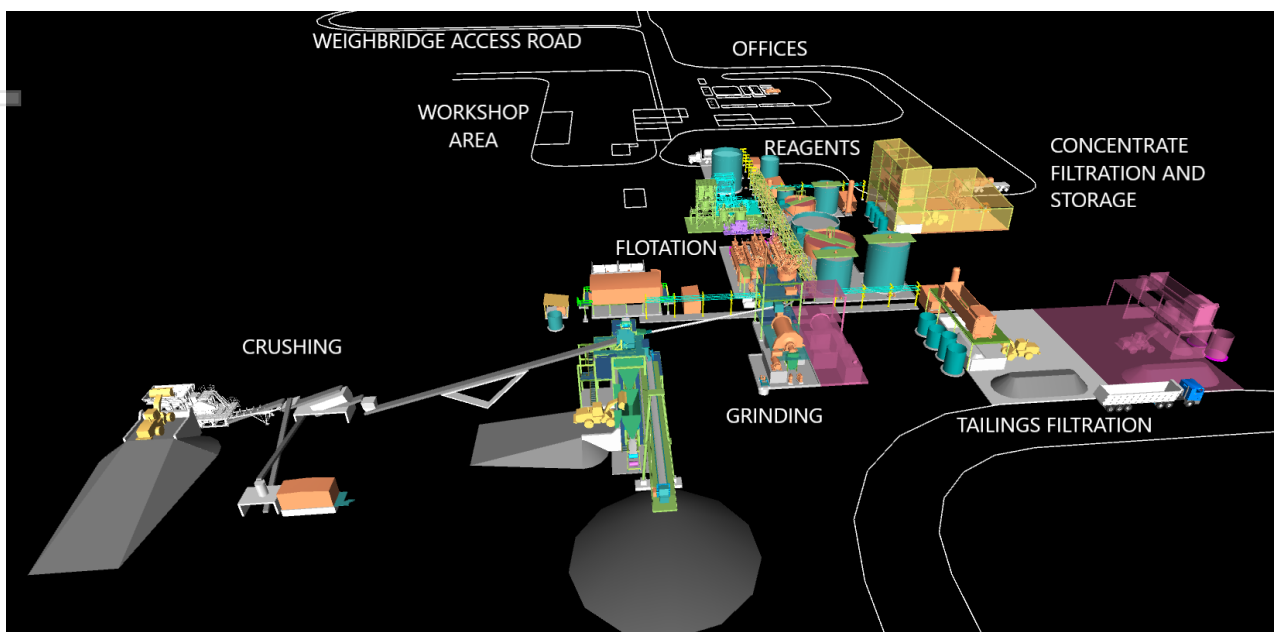 WEIGHBRIDGE ACCESS ROAD
OFFICES
WORKSHOP
AREA
REAGENTS
CONCENTRATE
FILTRATION AND
STORAGE
FLOTATION
CRUSHING
GRINDING
TAILINGS FILTRATION